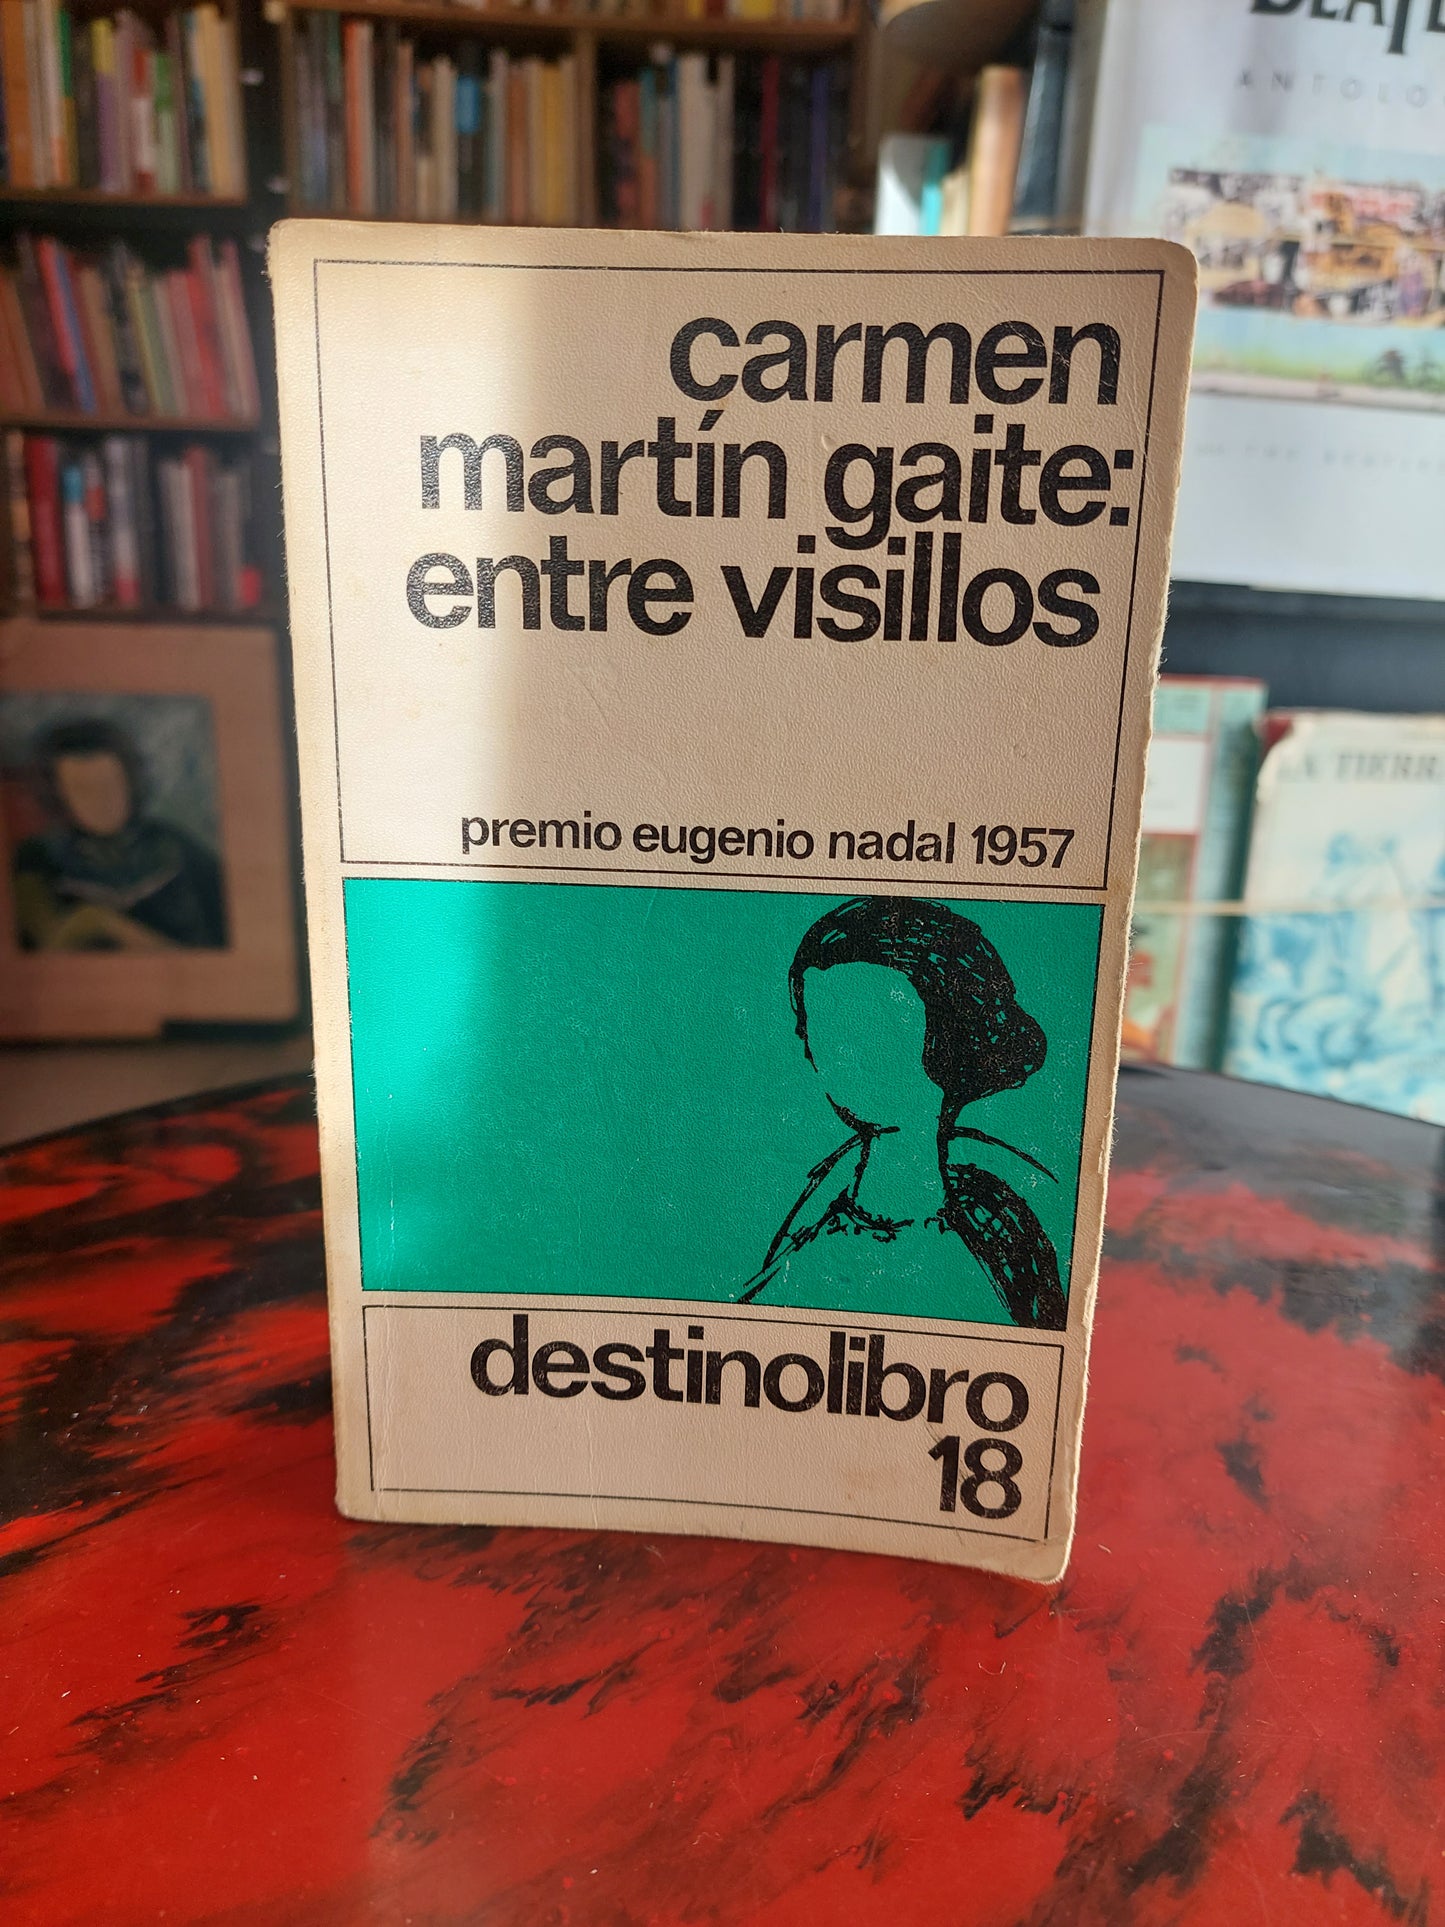 carmen
martín gaite:
entre visillos
premio eugenio nadal 1957
destinolibro
18